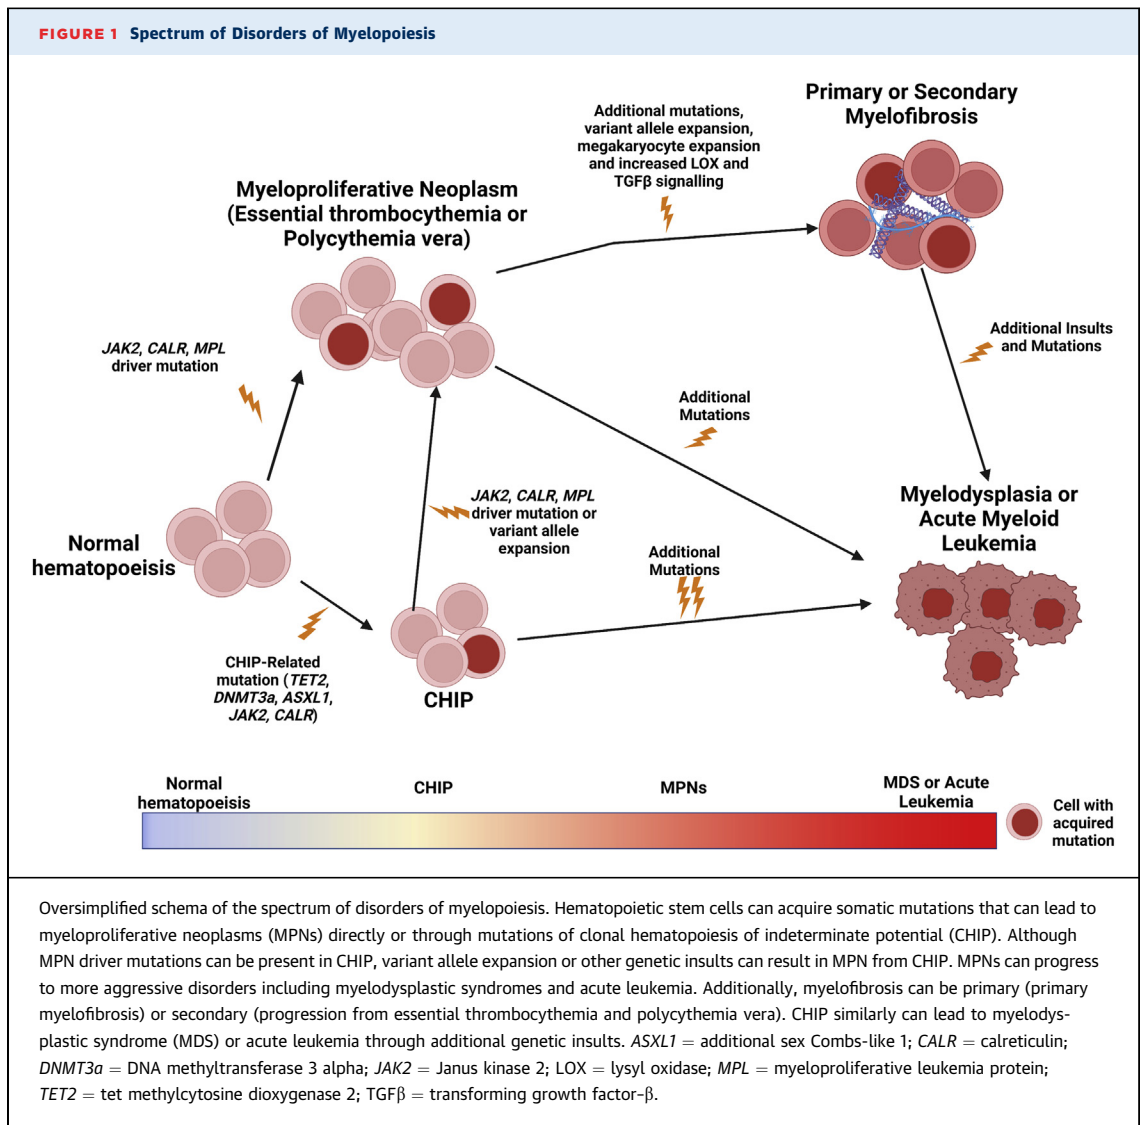 FIGURE 1 Spectrum of Disorders of Myelopoiesis
Primary or Secondary
Myelofibrosis
Additional mutations,
variant allele expansion,
megakaryocyte expansion
and increased LOX and
TGFβ signalling
Myeloproliferative Neoplasm
(Essential thrombocythemia or
Polycythemia vera)
Additional Insults
and Mutations
JAK2, CALR, MPL
driver mutation
Additional
Mutations
Myelodysplasia or
Acute Myeloid
Leukemia
JAK2, CALR, MPL
driver mutation or
variant allele
expansion
Normal
hematopoeisis
Additional
Mutations
CHIP-Related
mutation (TET2,
DNMT3a, ASXL1,
JAK2, CALR)
CHIP
Normal
hematopoeisis
CHIP
MPNs
MDS or Acute
Leukemia
Cell with
acquired
mutation
Oversimplified schema of the spectrum of disorders of myelopoiesis. Hematopoietic stem cells can acquire somatic mutations that can lead to
myeloproliferative neoplasms (MPNs) directly or through mutations of clonal hematopoiesis of indeterminate potential (CHIP). Although
MPN driver mutations can be present in CHIP, variant allele expansion or other genetic insults can result in MPN from CHIP. MPNs can progress
to more aggressive disorders including myelodysplastic syndromes and acute leukemia. Additionally, myelofibrosis can be primary (primary
myelofibrosis) or secondary (progression from essential thrombocythemia and polycythemia vera). CHIP similarly can lead to myelodys-
plastic syndrome (MDS) or acute leukemia through additional genetic insults. ASXL1 = additional sex Combs-like 1; CALR = calreticulin;
DNMT3a = DNA methyltransferase 3 alpha; JAK2 = Janus kinase 2; LOX = lysyl oxidase; MPL = myeloproliferative leukemia protein;
TET2 = tet methylcytosine dioxygenase 2; TGFβ = transforming growth factor-β.